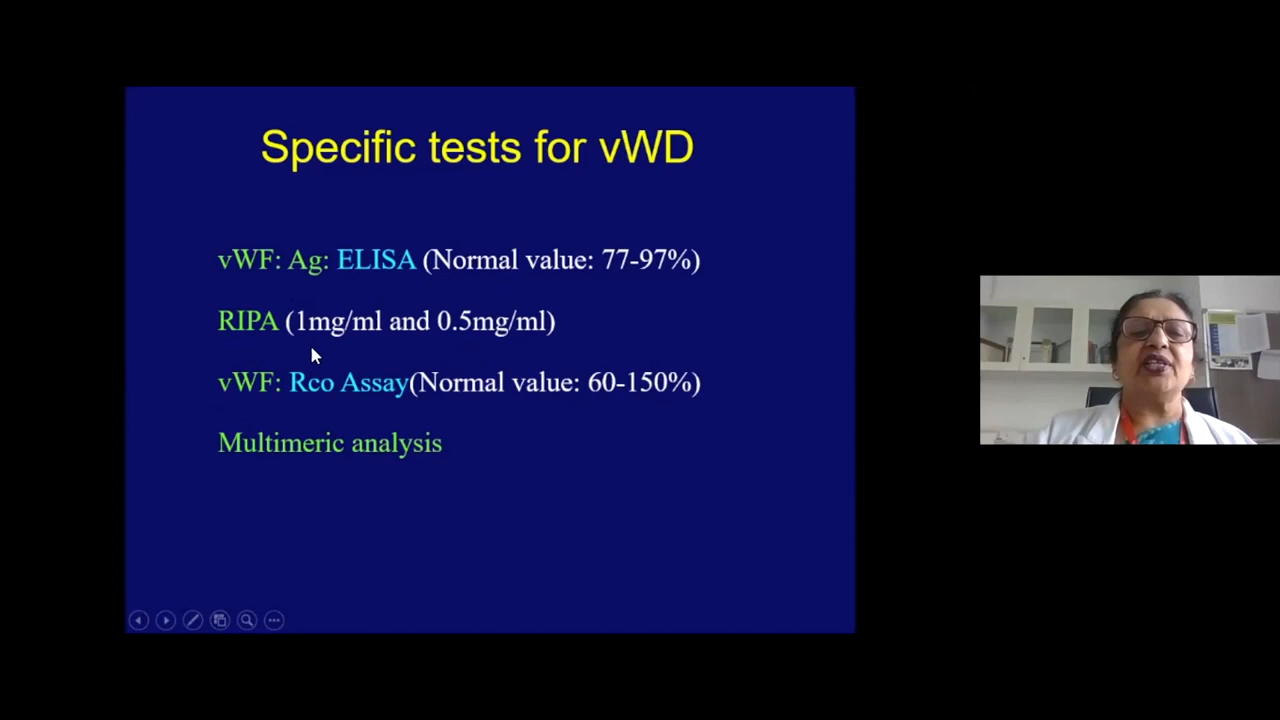 Specific tests for vWD
vWF: Ag: ELISA (Normal value: 77-97%)
RIPA (1mg/ml and 0.5mg/ml)
vWF: Rco Assay(Normal value: 60-150%)
Multimeric analysis